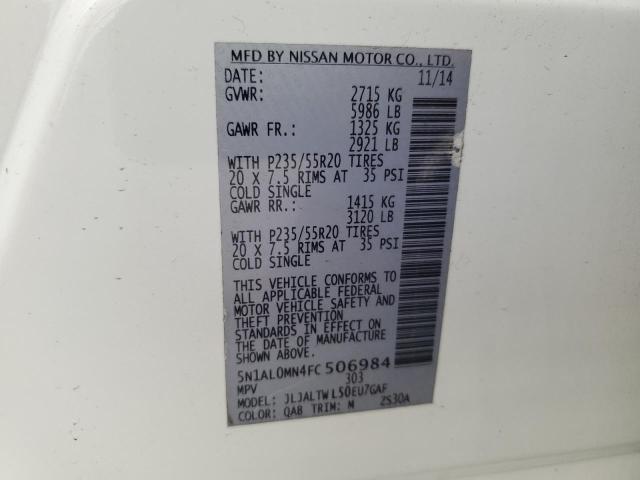 MFD BY NISSAN MOTOR CO., LTD.
DATE: 11/14
GVWR: 2715 KG
5986 LB
GAWR FR.: 1325 KG
2921 LB
WITH P235/55R20 TIRES
20 X 7.5 RIMS AT 35 PSI
COLD SINGLE
GAWR RR.: 1415 KG
3120 LB
WITH P235/55R20 TIRES
20 X 7.5 RIMS AT 35 PSI
COLD SINGLE
THIS VEHICLE CONFORMS TO
ALL APPLICABLE FEDERAL
MOTOR VEHICLE SAFETY AND
THEFT PREVENTION
STANDARDS IN EFFECT ON
THE DATE OF MANUFACTURE
SHOWN ABOVE.
5N1AL0MN4FC506984
MPV 303
MODEL: JLJALTWL50EU7GAF
COLOR: QAB TRIM: M ZS30A